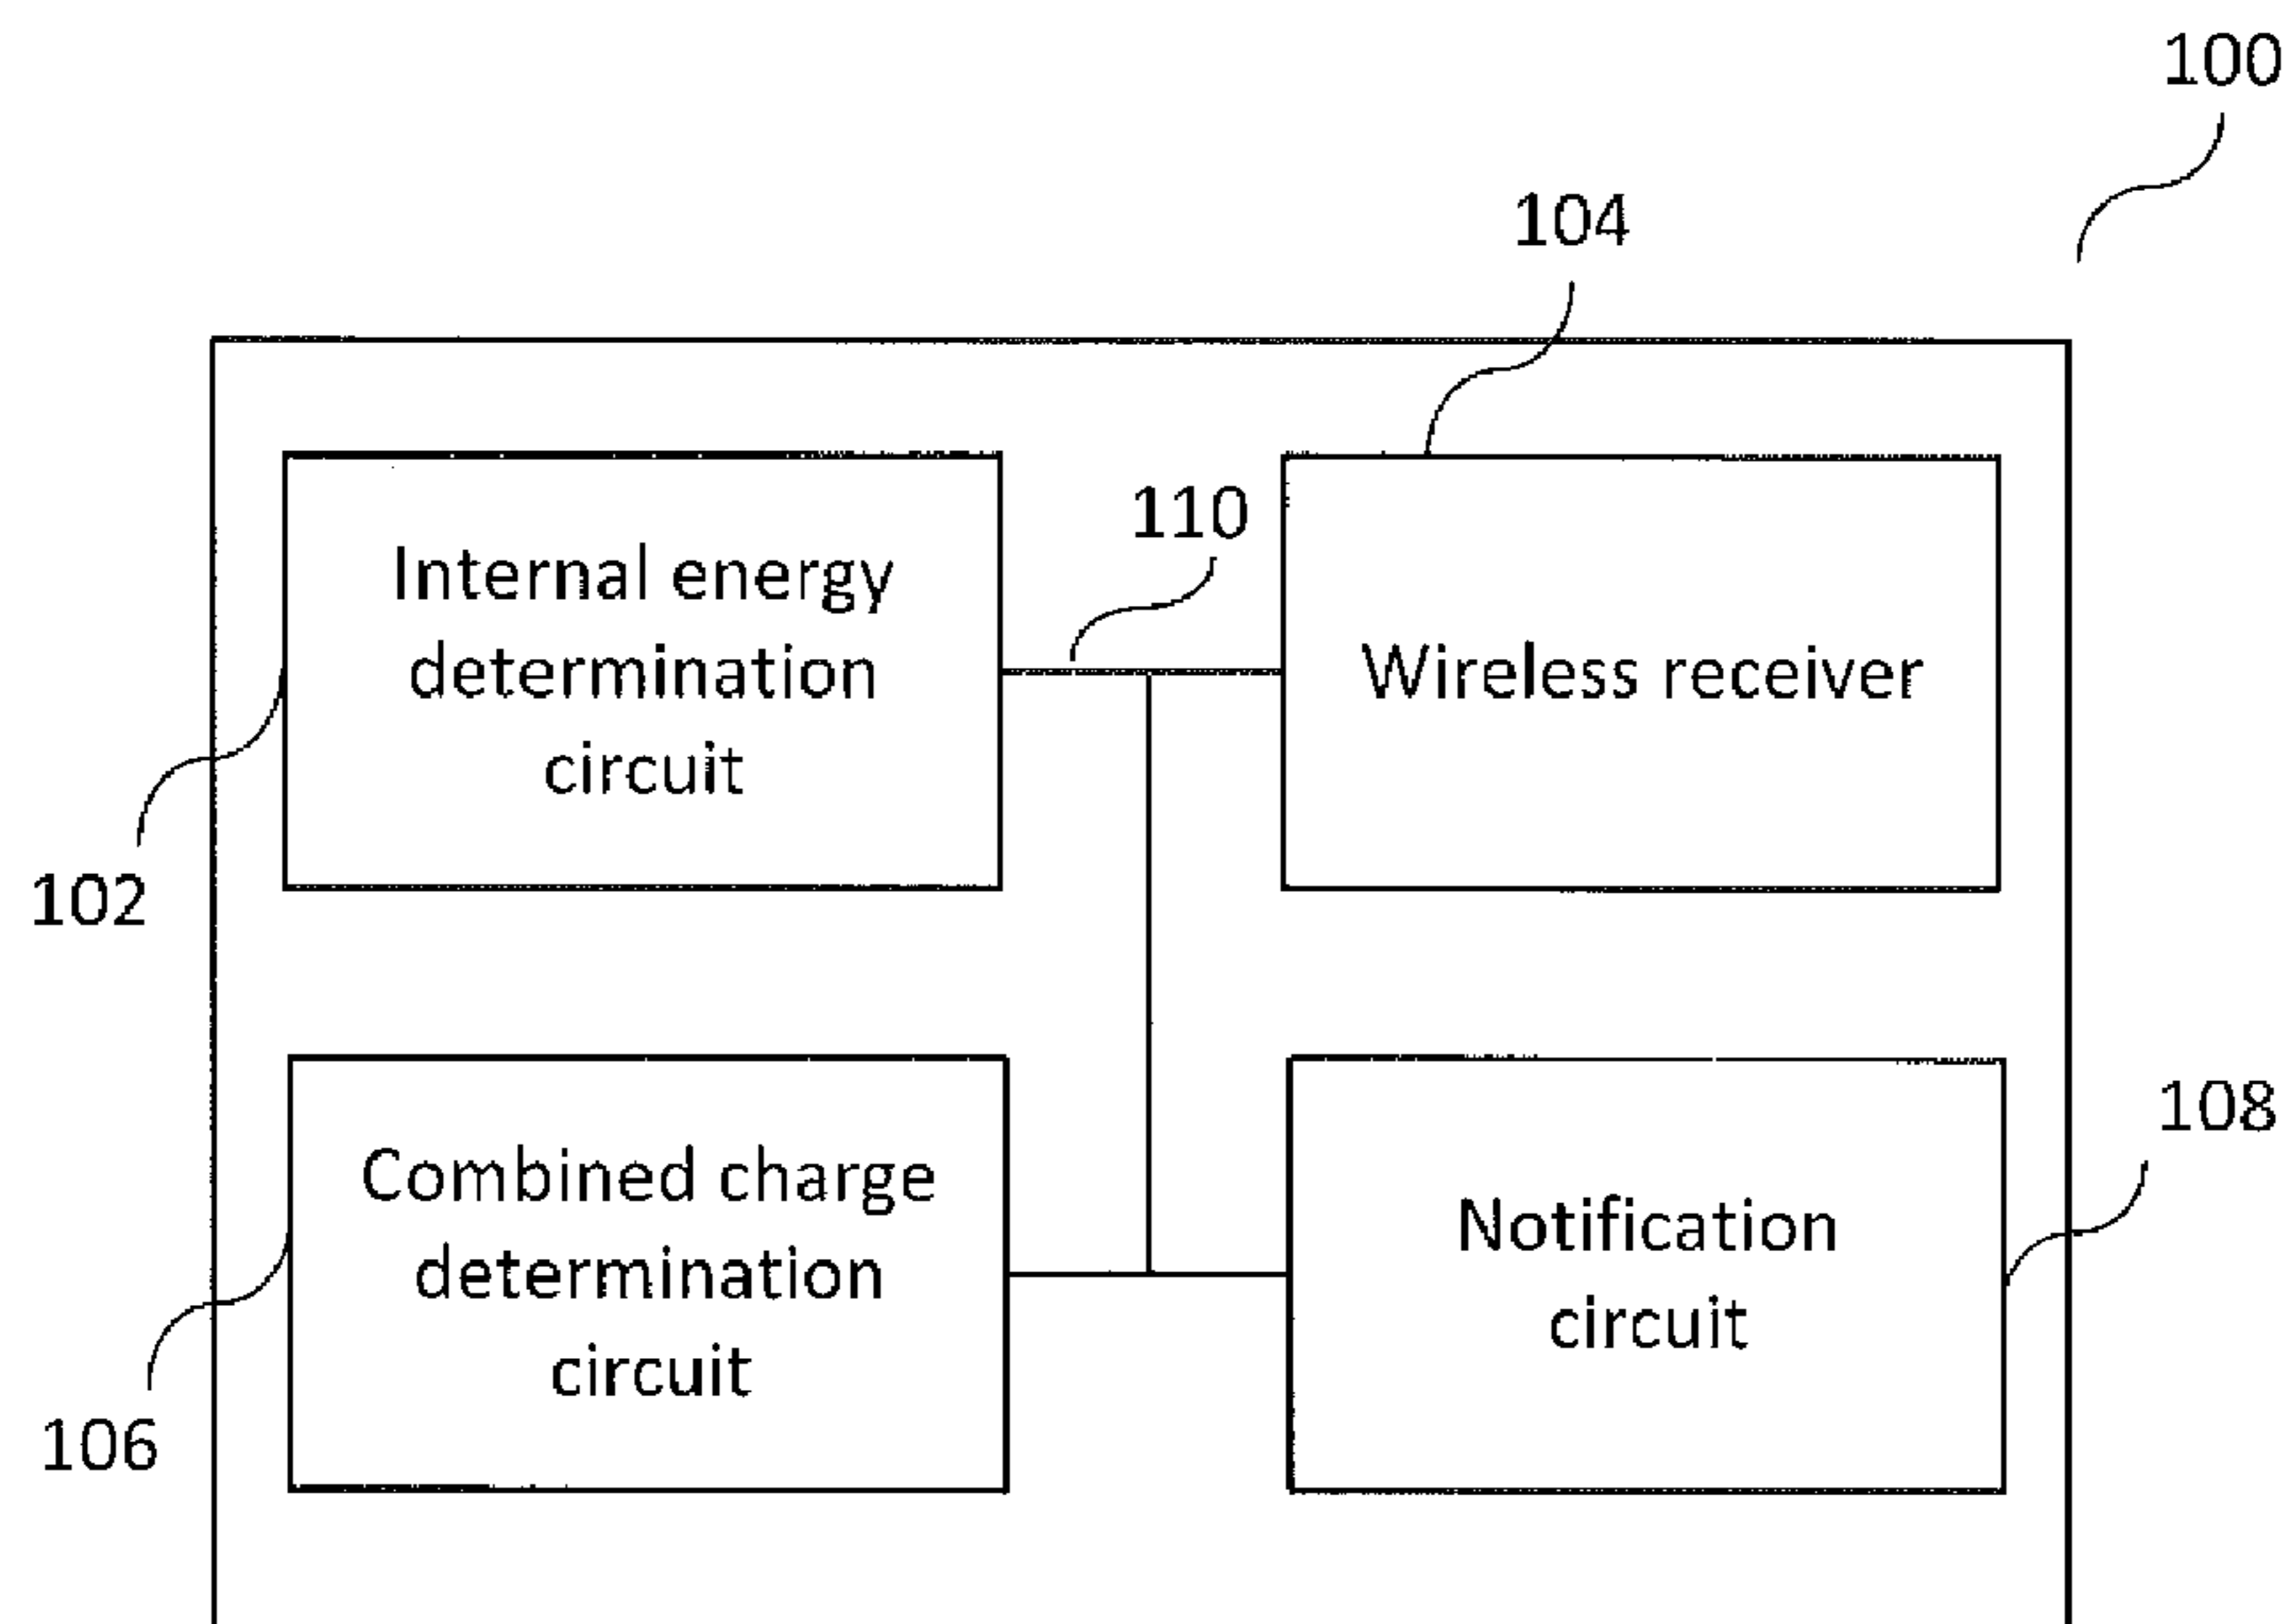 100
104
110
Internal energy
determination
circuit
Wireless receiver
102
Combined charge
determination
circuit
108
Notification
circuit
106